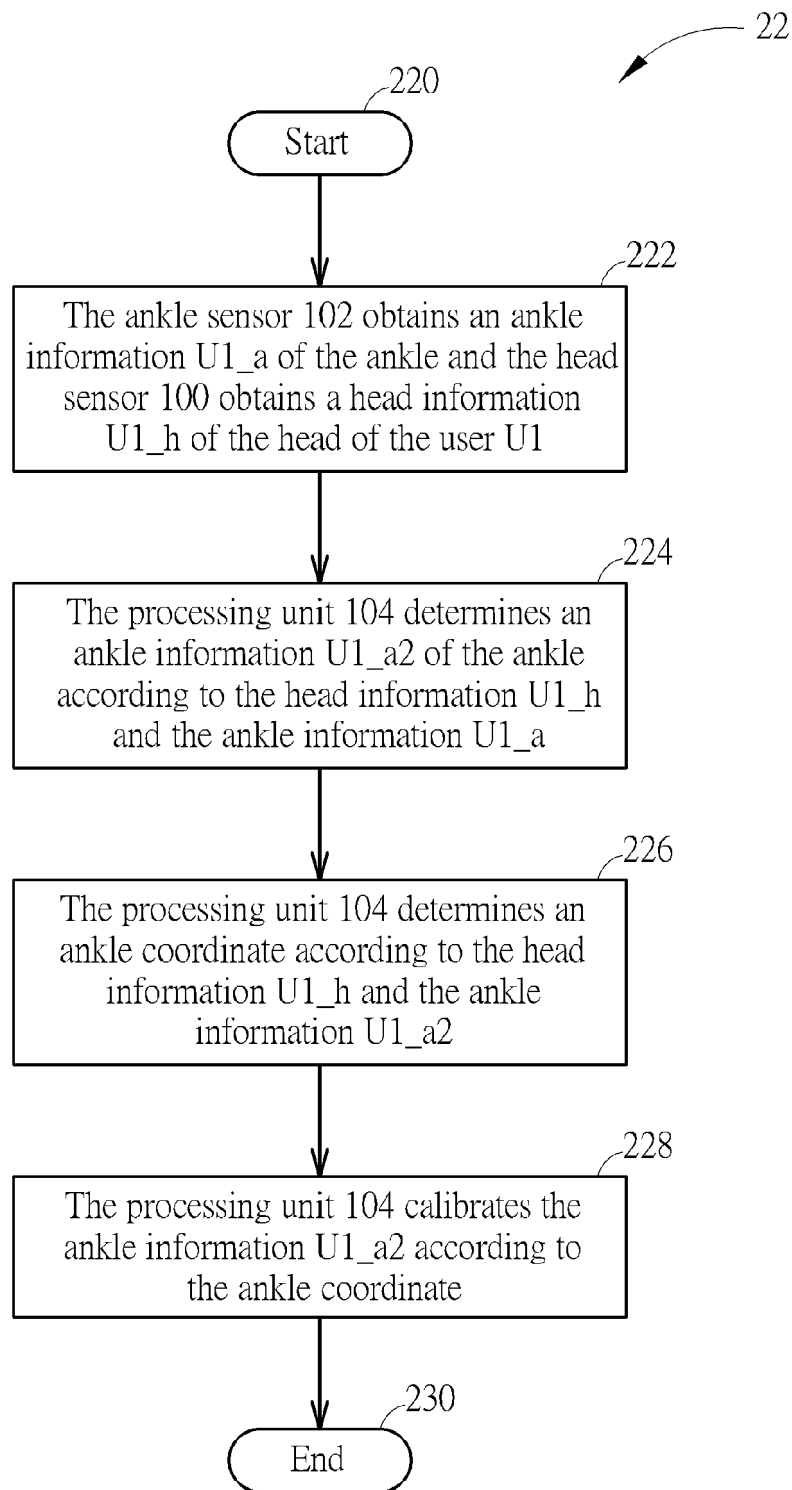 22
220
Start
222
The ankle sensor 102 obtains an ankle
information U1_a of the ankle and the head
sensor 100 obtains a head information
U1_h of the head of the user U1
224
The processing unit 104 determines an
ankle information U1_a2 of the ankle
according to the head information U1_h
and the ankle information U1_a
226
The processing unit 104 determines an
ankle coordinate according to the head
information U1_h and the ankle
information U1_a2
228
The processing unit 104 calibrates the
ankle information U1_a2 according to
the ankle coordinate
230
End